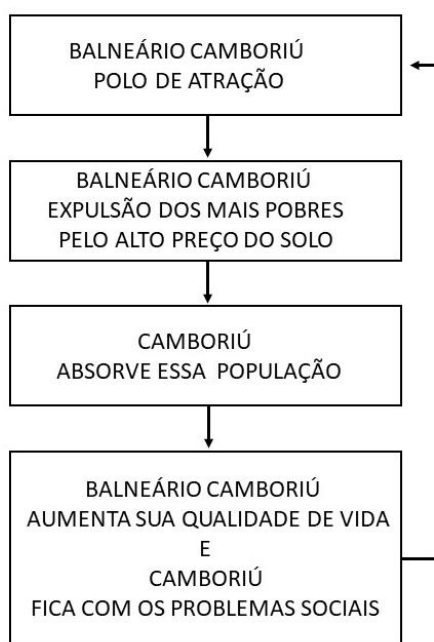 BALNEÁRIO CAMBORIÚ
POLO DE ATRAÇÃO
BALNEÁRIO CAMBORIÚ
EXPULSÃO DOS MAIS POBRES
PELO ALTO PREÇO DO SOLO
CAMBORIÚ
ABSORVE ESSA POPULAÇÃO
BALNEÁRIO CAMBORIÚ
AUMENTA SUA QUALIDADE DE VIDA
E
CAMBORIÚ
FICA COM OS PROBLEMAS SOCIAIS